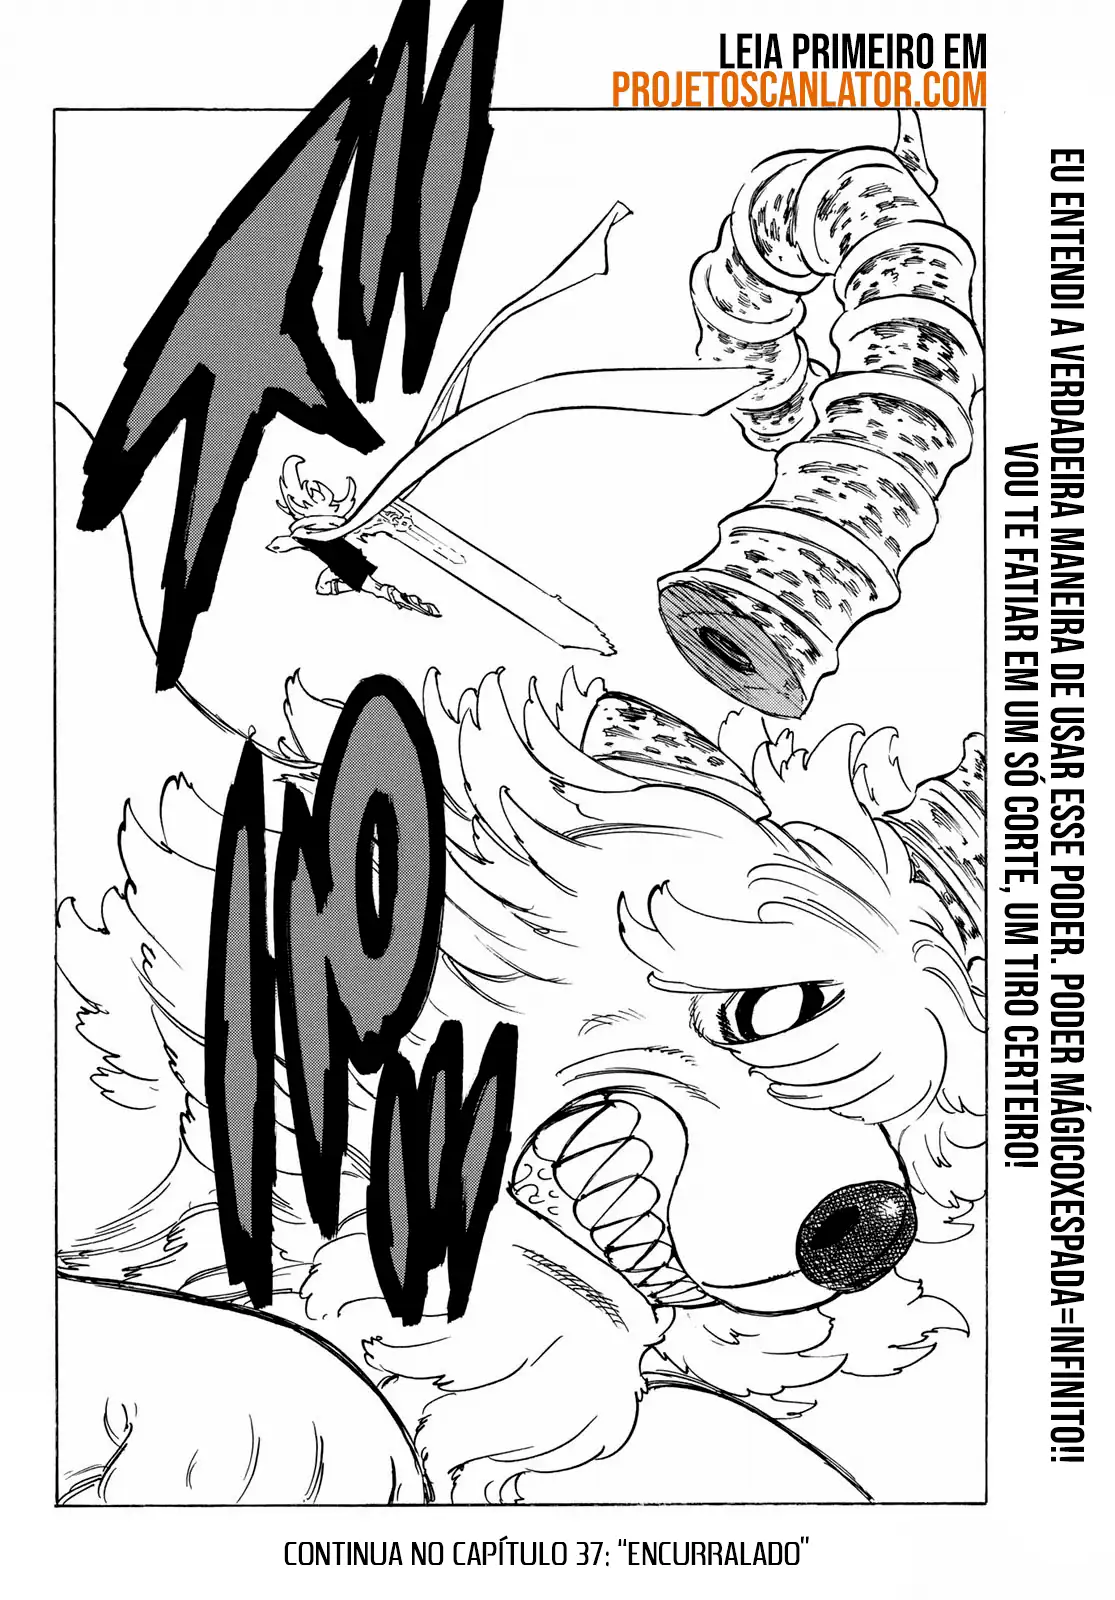 LEIA PRIMEIRO EM
PROJETOSCANLATOR.COM
EU ENTENDI A VERDADEIRA MANEIRA DE USAR ESSE PODER. PODER MÁGICOXESPADA=INFINITO!!
VOU TE FATIAR EM UM SÓ CORTE, UM TIRO CERTEIRO!
CONTINUA NO CAPÍTULO 37: “ENCURRALADO”